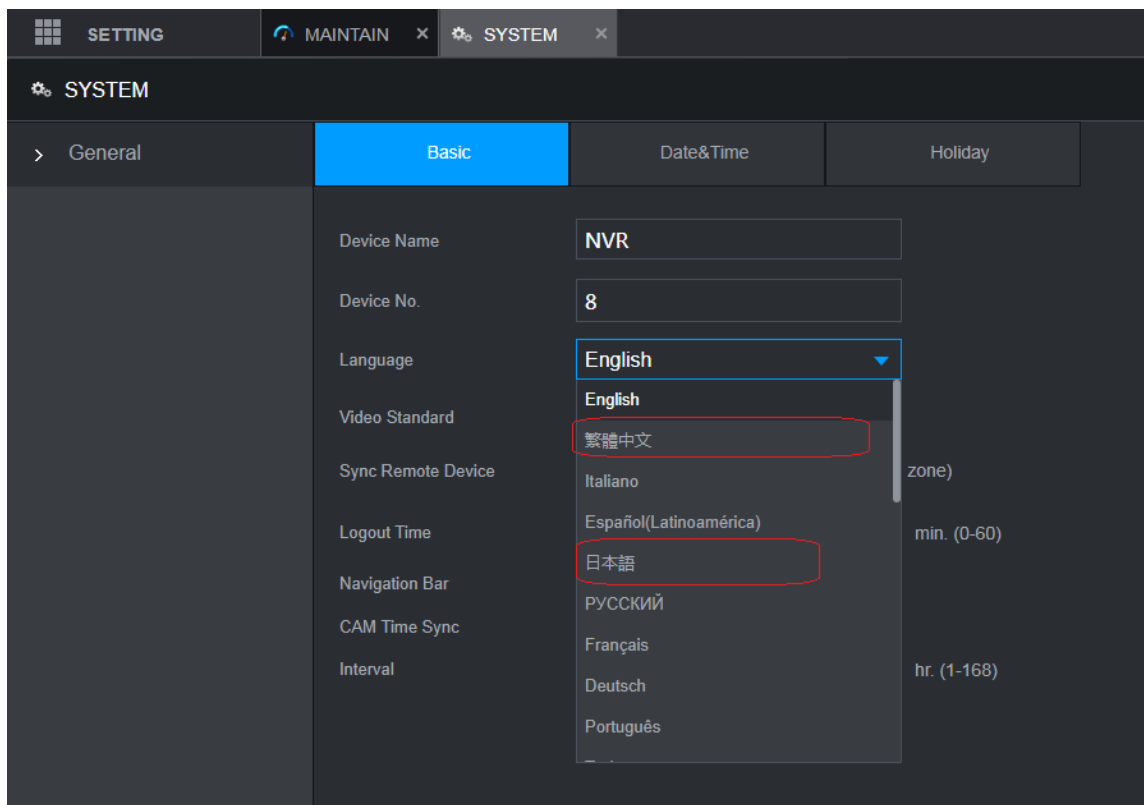 SETTING MAINTAIN × SYSTEM ×
SYSTEM
> General
Basic Date&Time Holiday
Device Name NVR
Device No. 8
Language English
English
Video Standard
繁體中文
Sync Remote Device zone)
Italiano
Español(Latinoamérica)
Logout Time min. (0-60)
日本語
Navigation Bar
РУССКИЙ
CAM Time Sync
Français
Interval hr. (1-168)
Deutsch
Português